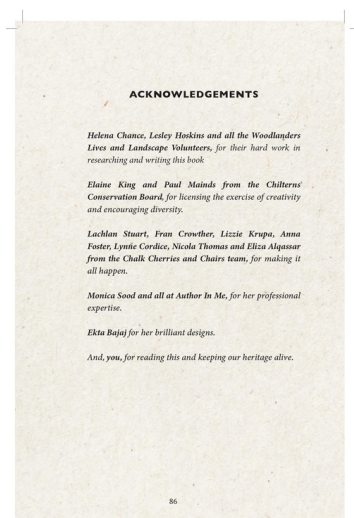 ACKNOWLEDGEMENTS
Helena Chance, Lesley Hoskins and all the Woodlanders
Lives and Landscape Volunteers, for their hard work in
researching and writing this book
Elaine King and Paul Mainds from the Chilterns'
Conservation Board, for licensing the exercise of creativity
and encouraging diversity.
Lachlan Stuart, Fran Crowther, Lizzie Krupa, Anna
Foster, Lynne Cordice, Nicola Thomas and Eliza Alqassar
from the Chalk Cherries and Chairs team, for making it
all happen.
Monica Sood and all at Author In Me, for her professional
expertise.
Ekta Bajaj for her brilliant designs.
And, you, for reading this and keeping our heritage alive.
86